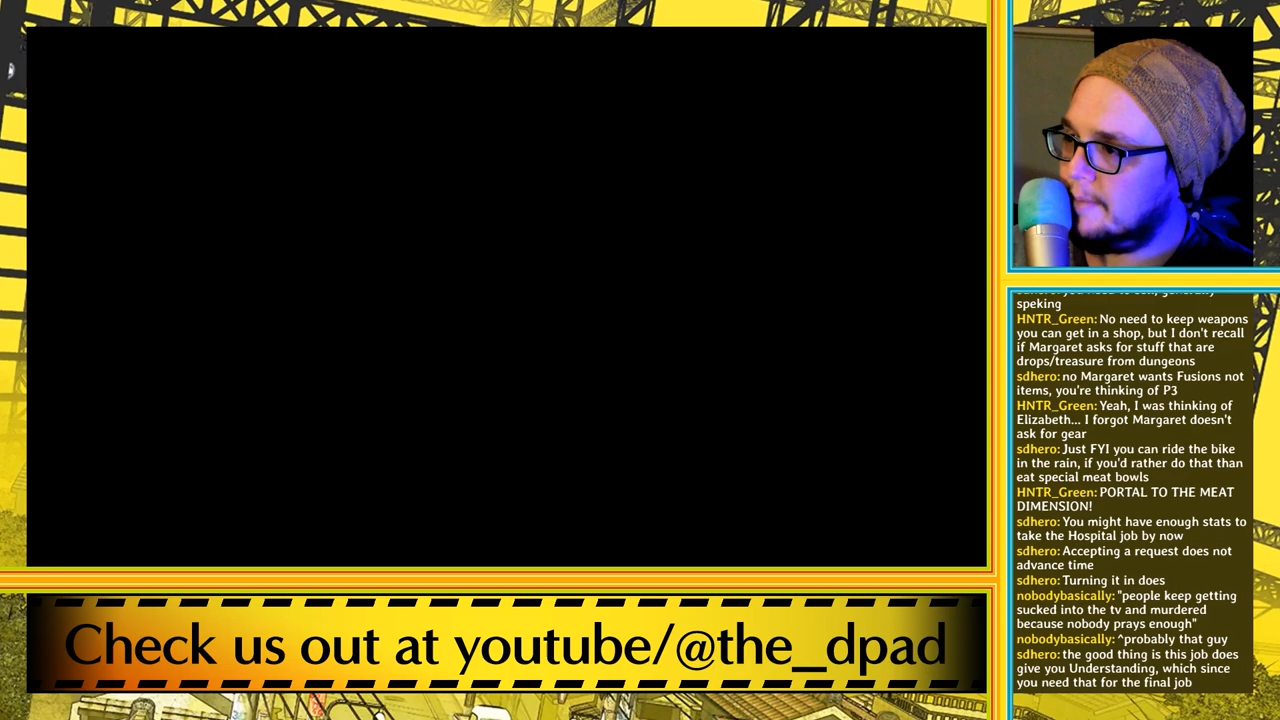 speking
HNTR_Green: No need to keep weapons
you can get in a shop, but I don't recall
if Margaret asks for stuff that are
drops/treasure from dungeons
sdhero: no Margaret wants Fusions not
items, you're thinking of P3
HNTR_Green: Yeah, I was thinking of
Elizabeth... I forgot Margaret doesn't
ask for gear
sdhero: Just FYI you can ride the bike
in the rain, if you'd rather do that than
eat special meat bowls
HNTR_Green: PORTAL TO THE MEAT
DIMENSION!
sdhero: You might have enough stats to
take the Hospital job by now
sdhero: Accepting a request does not
advance time
sdhero: Turning it in does
nobodybasically: "people keep getting
sucked into the tv and murdered
because nobody prays enough"
nobodybasically: ^probably that guy
sdhero: the good thing is this job does
give you Understanding, which since
you need that for the final job
Check us out at youtube/@the_dpad